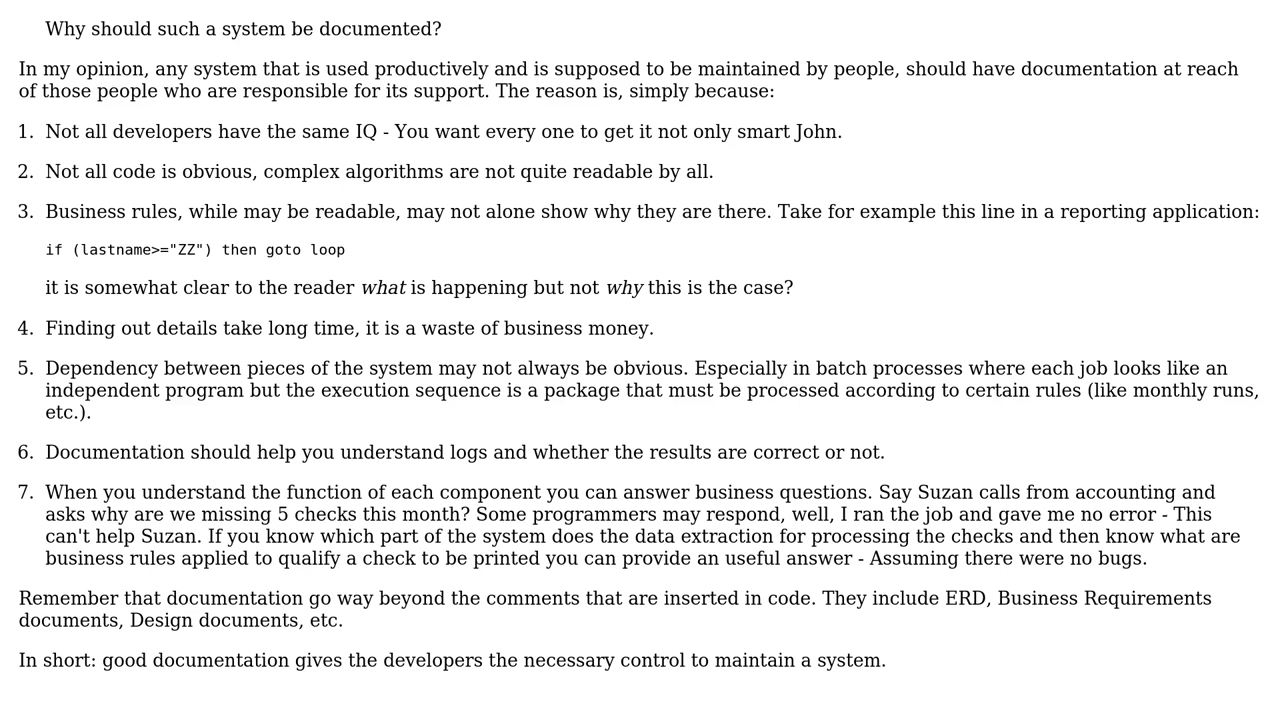 Why should such a system be documented?
In my opinion, any system that is used productively and is supposed to be maintained by people, should have documentation at reach
of those people who are responsible for its support. The reason is, simply because:
1. Not all developers have the same IQ - You want every one to get it not only smart John.
2. Not all code is obvious, complex algorithms are not quite readable by all.
3. Business rules, while may be readable, may not alone show why they are there. Take for example this line in a reporting application:
if (lastname>="ZZ") then goto loop
it is somewhat clear to the reader what is happening but not why this is the case?
4. Finding out details take long time, it is a waste of business money.
5. Dependency between pieces of the system may not always be obvious. Especially in batch processes where each job looks like an
independent program but the execution sequence is a package that must be processed according to certain rules (like monthly runs,
etc.).
6. Documentation should help you understand logs and whether the results are correct or not.
7. When you understand the function of each component you can answer business questions. Say Suzan calls from accounting and
asks why are we missing 5 checks this month? Some programmers may respond, well, I ran the job and gave me no error - This
can't help Suzan. If you know which part of the system does the data extraction for processing the checks and then know what are
business rules applied to qualify a check to be printed you can provide an useful answer - Assuming there were no bugs.
Remember that documentation go way beyond the comments that are inserted in code. They include ERD, Business Requirements
documents, Design documents, etc.
In short: good documentation gives the developers the necessary control to maintain a system.